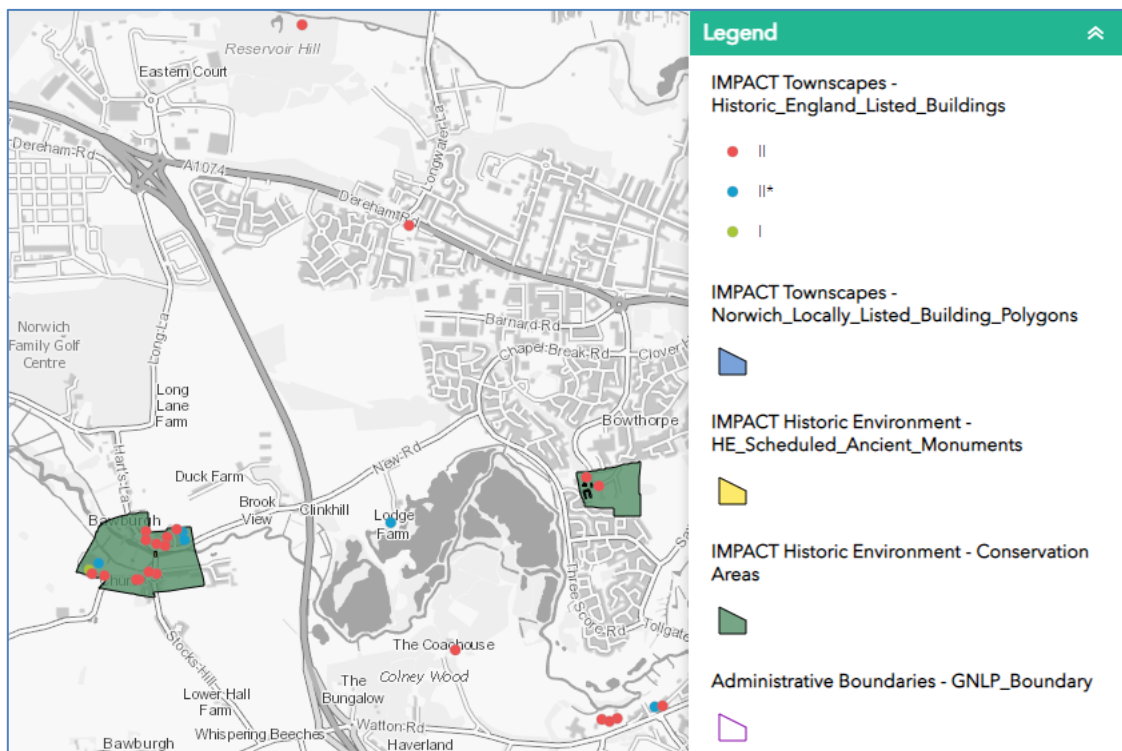 Reservoir Hill
Eastern Court
Dereham Rd
A1074
Longwater La
Dereham Rd
Norwich
Family Golf
Centre
Long La
Barnard Rd
Chapel Break Rd
Long
Lane
Farm
Bowthorpe
Hart's La
Duck Farm
New Rd
Brook
View
Clinkhill
Lodge
Farm
Bawburgh
Three Score Rd
Tollgate
Stocks Hill
The Coachouse
Colney Wood
The
Bungalow
Lower Hall
Farm
Watton Rd
Whispering Beeches
Haverland
Bawburgh
Legend
IMPACT Townscapes -
Historic_England_Listed_Buildings
II
II*
I
IMPACT Townscapes -
Norwich_Locally_Listed_Building_Polygons
IMPACT Historic Environment -
HE_Scheduled_Ancient_Monuments
IMPACT Historic Environment - Conservation
Areas
Administrative Boundaries - GNLP_Boundary